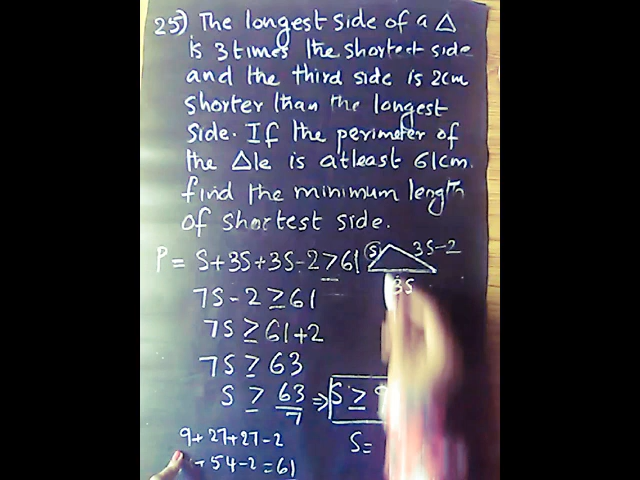 25) The longest side of a △
is 3 times the shortest side
and the third side is 2cm
shorter than the longest
side. If the perimeter of
the △le is atleast 61cm.
find the minimum length
of shortest side.
P = S+3S+3S-2 ≥ 61
S
3S-2
3S
7S-2 ≥ 61
7S ≥ 61+2
7S ≥ 63
S ≥ 63/7 ⇒ S ≥ 9
S=
9+27+27-2
+54-2=61